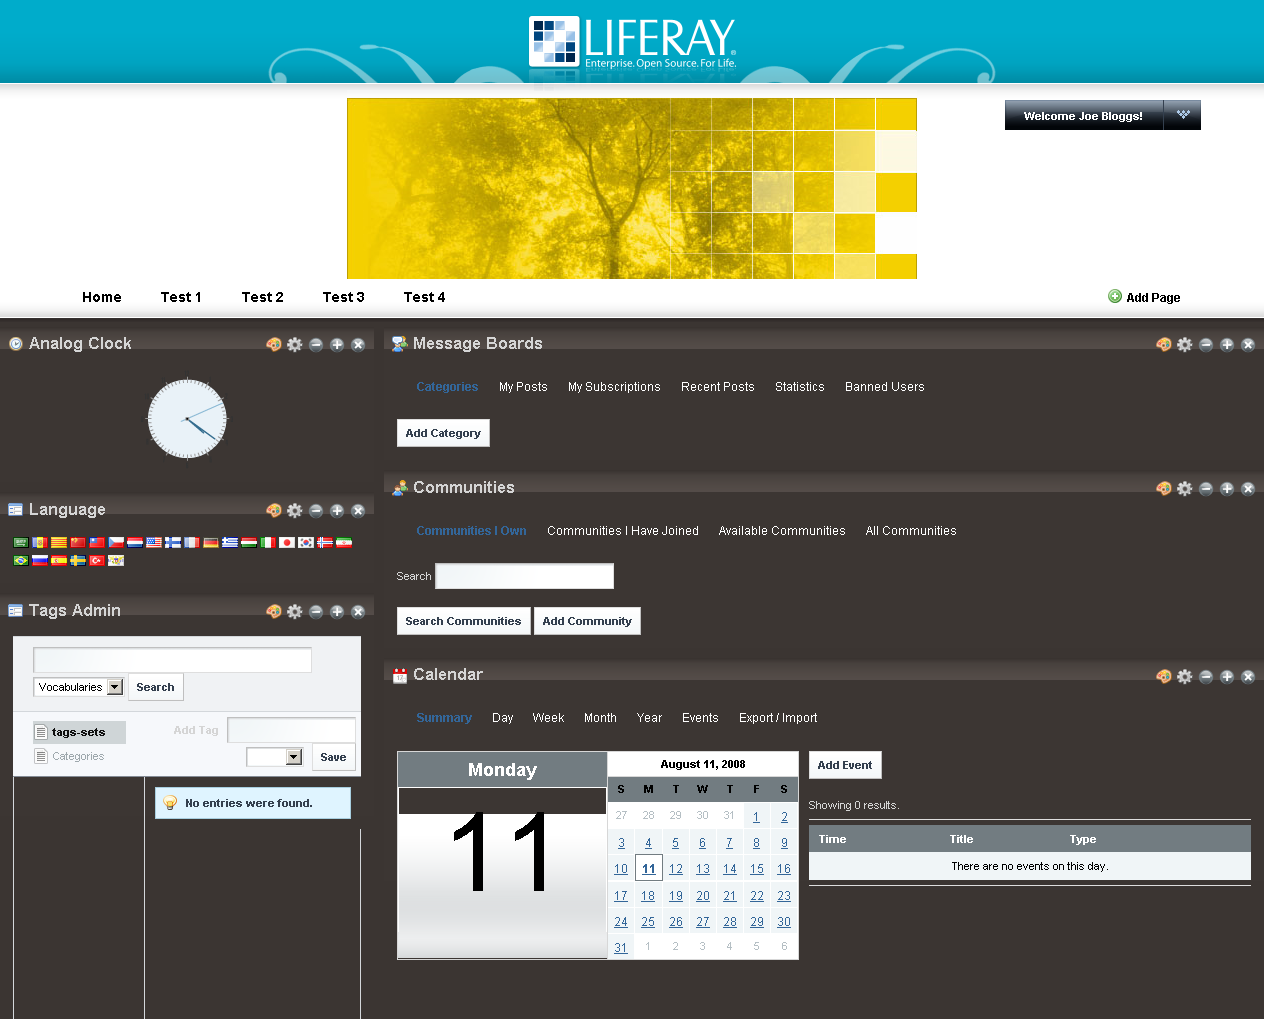 LIFERAY.
Enterprise. Open Source. For Life.
Welcome Joe Bloggs!
Home Test 1 Test 2 Test 3 Test 4 Add Page
Analog Clock
Language
Tags Admin
Vocabularies Search
tags-sets Add Tag
Categories Save
No entries were found.
Message Boards
Categories My Posts My Subscriptions Recent Posts Statistics Banned Users
Add Category
Communities
Communities I Own Communities I Have Joined Available Communities All Communities
Search
Search Communities Add Community
Calendar
Summary Day Week Month Year Events Export / Import
Monday
11
August 11, 2008
S M T W T F S
27 28 29 30 31 1 2
3 4 5 6 7 8 9
10 11 12 13 14 15 16
17 18 19 20 21 22 23
24 25 26 27 28 29 30
31 1 2 3 4 5 6
Add Event
Showing 0 results.
Time Title Type
There are no events on this day.